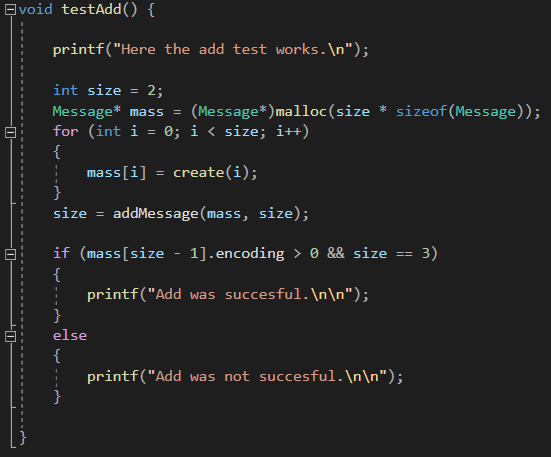 void testAdd() {
printf("Here the add test works.\n");
int size = 2;
Message* mass = (Message*)malloc(size * sizeof(Message));
for (int i = 0; i < size; i++)
{
mass[i] = create(i);
}
size = addMessage(mass, size);
if (mass[size - 1].encoding > 0 && size == 3)
{
printf("Add was succesful.\n\n");
}
else
{
printf("Add was not succesful.\n\n");
}
}